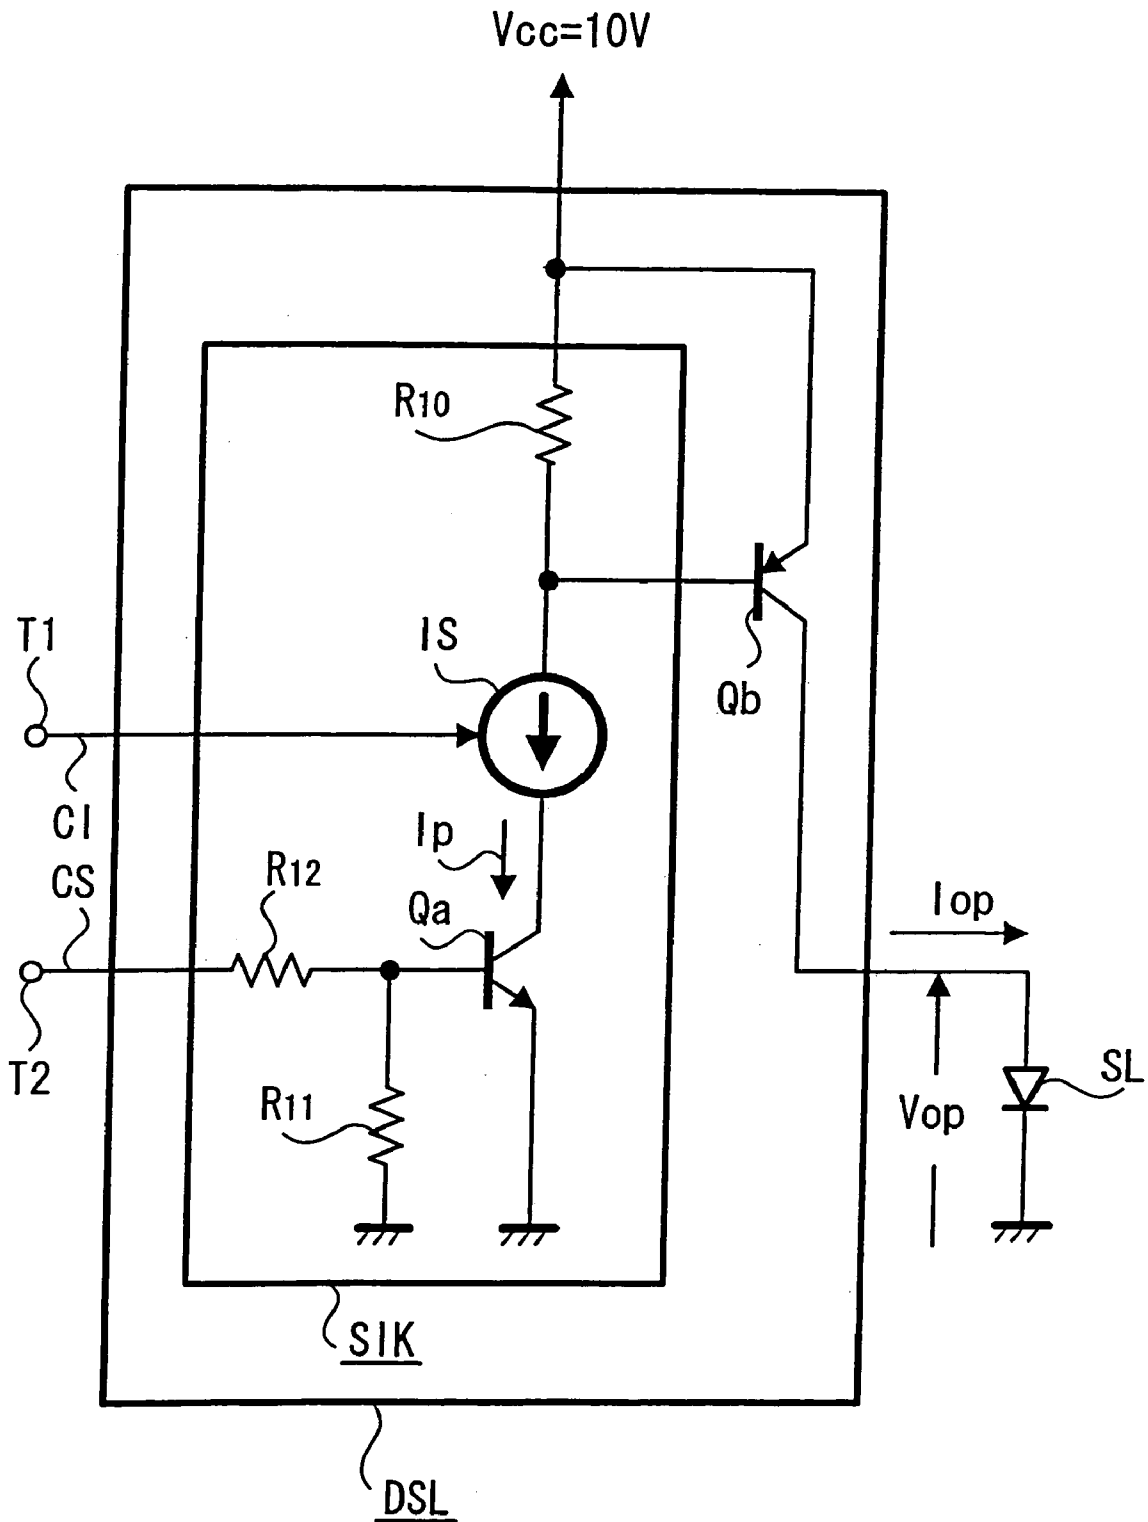 Vcc=10V
R10
T1
IS
Qb
CI
Ip
CS
R12
Qa
Iop
T2
R11
SL
Vop
SIK
DSL